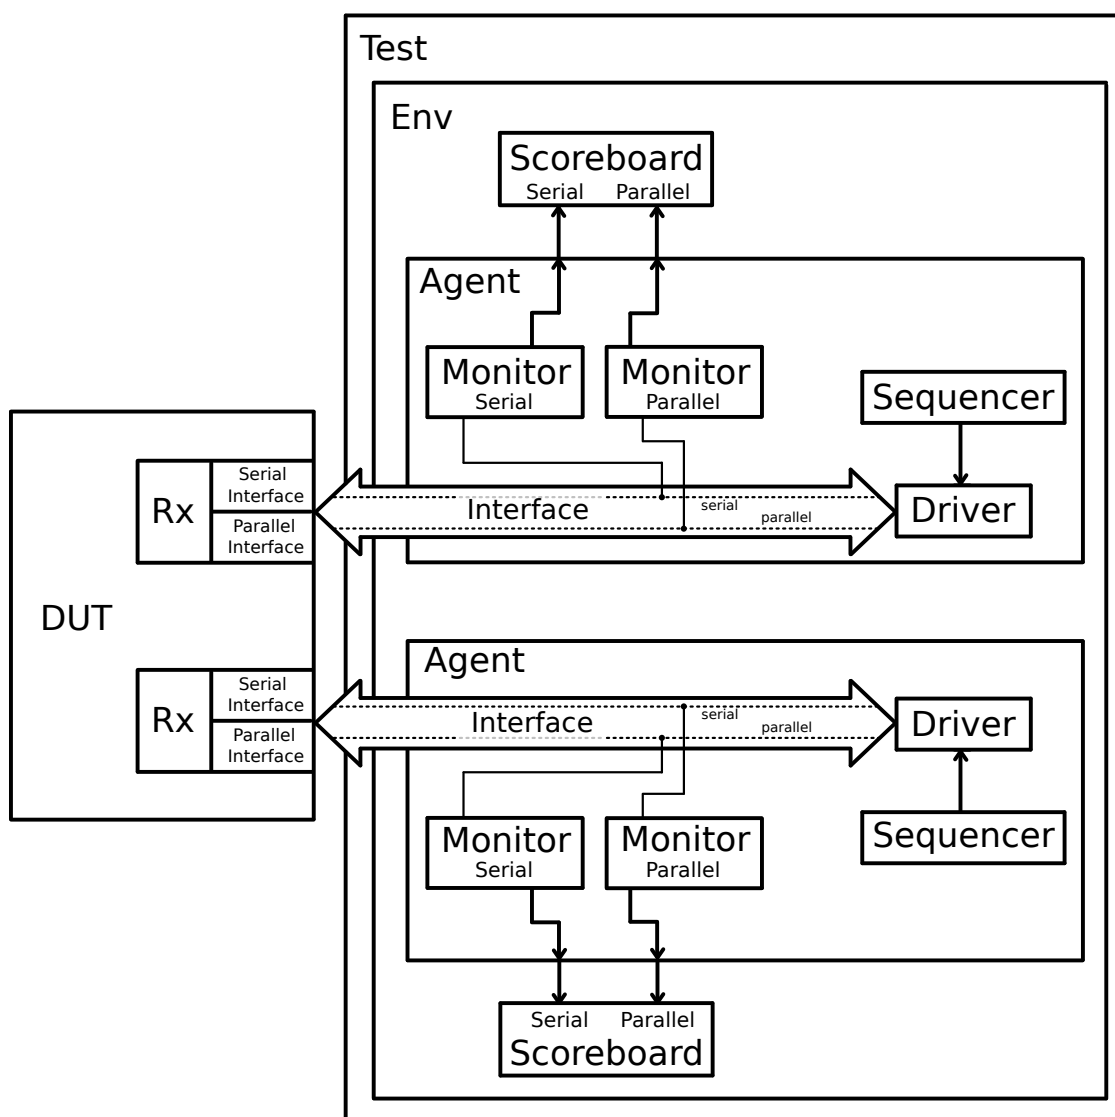 Test
Env
Scoreboard
Serial Parallel
Agent
Monitor
Serial
Monitor
Parallel
Sequencer
Rx
Serial
Interface
Parallel
Interface
Interface
serial
parallel
Driver
DUT
Agent
Rx
Serial
Interface
Parallel
Interface
Interface
serial
parallel
Driver
Monitor
Serial
Monitor
Parallel
Sequencer
Serial Parallel
Scoreboard